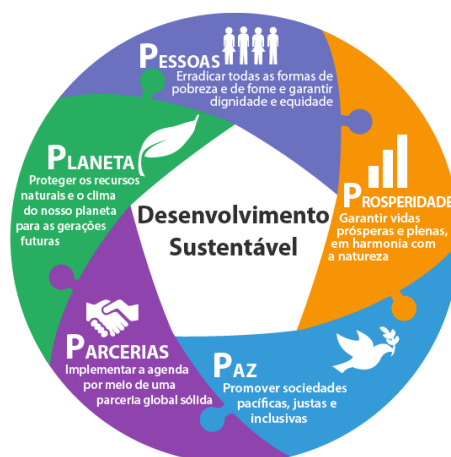 PESSOAS
Erradicar todas as formas de
pobreza e de fome e garantir
dignidade e equidade
PLANETA
Proteger os recursos
naturais e o clima
do nosso planeta
para as gerações
futuras
Desenvolvimento
Sustentável
PROSPERIDADE
Garantir vidas
prósperas e plenas,
em harmonia com
a natureza
PARCERIAS
Implementar a agenda
por meio de uma
parceria global sólida
PAZ
Promover sociedades
pacíficas, justas e
inclusivas